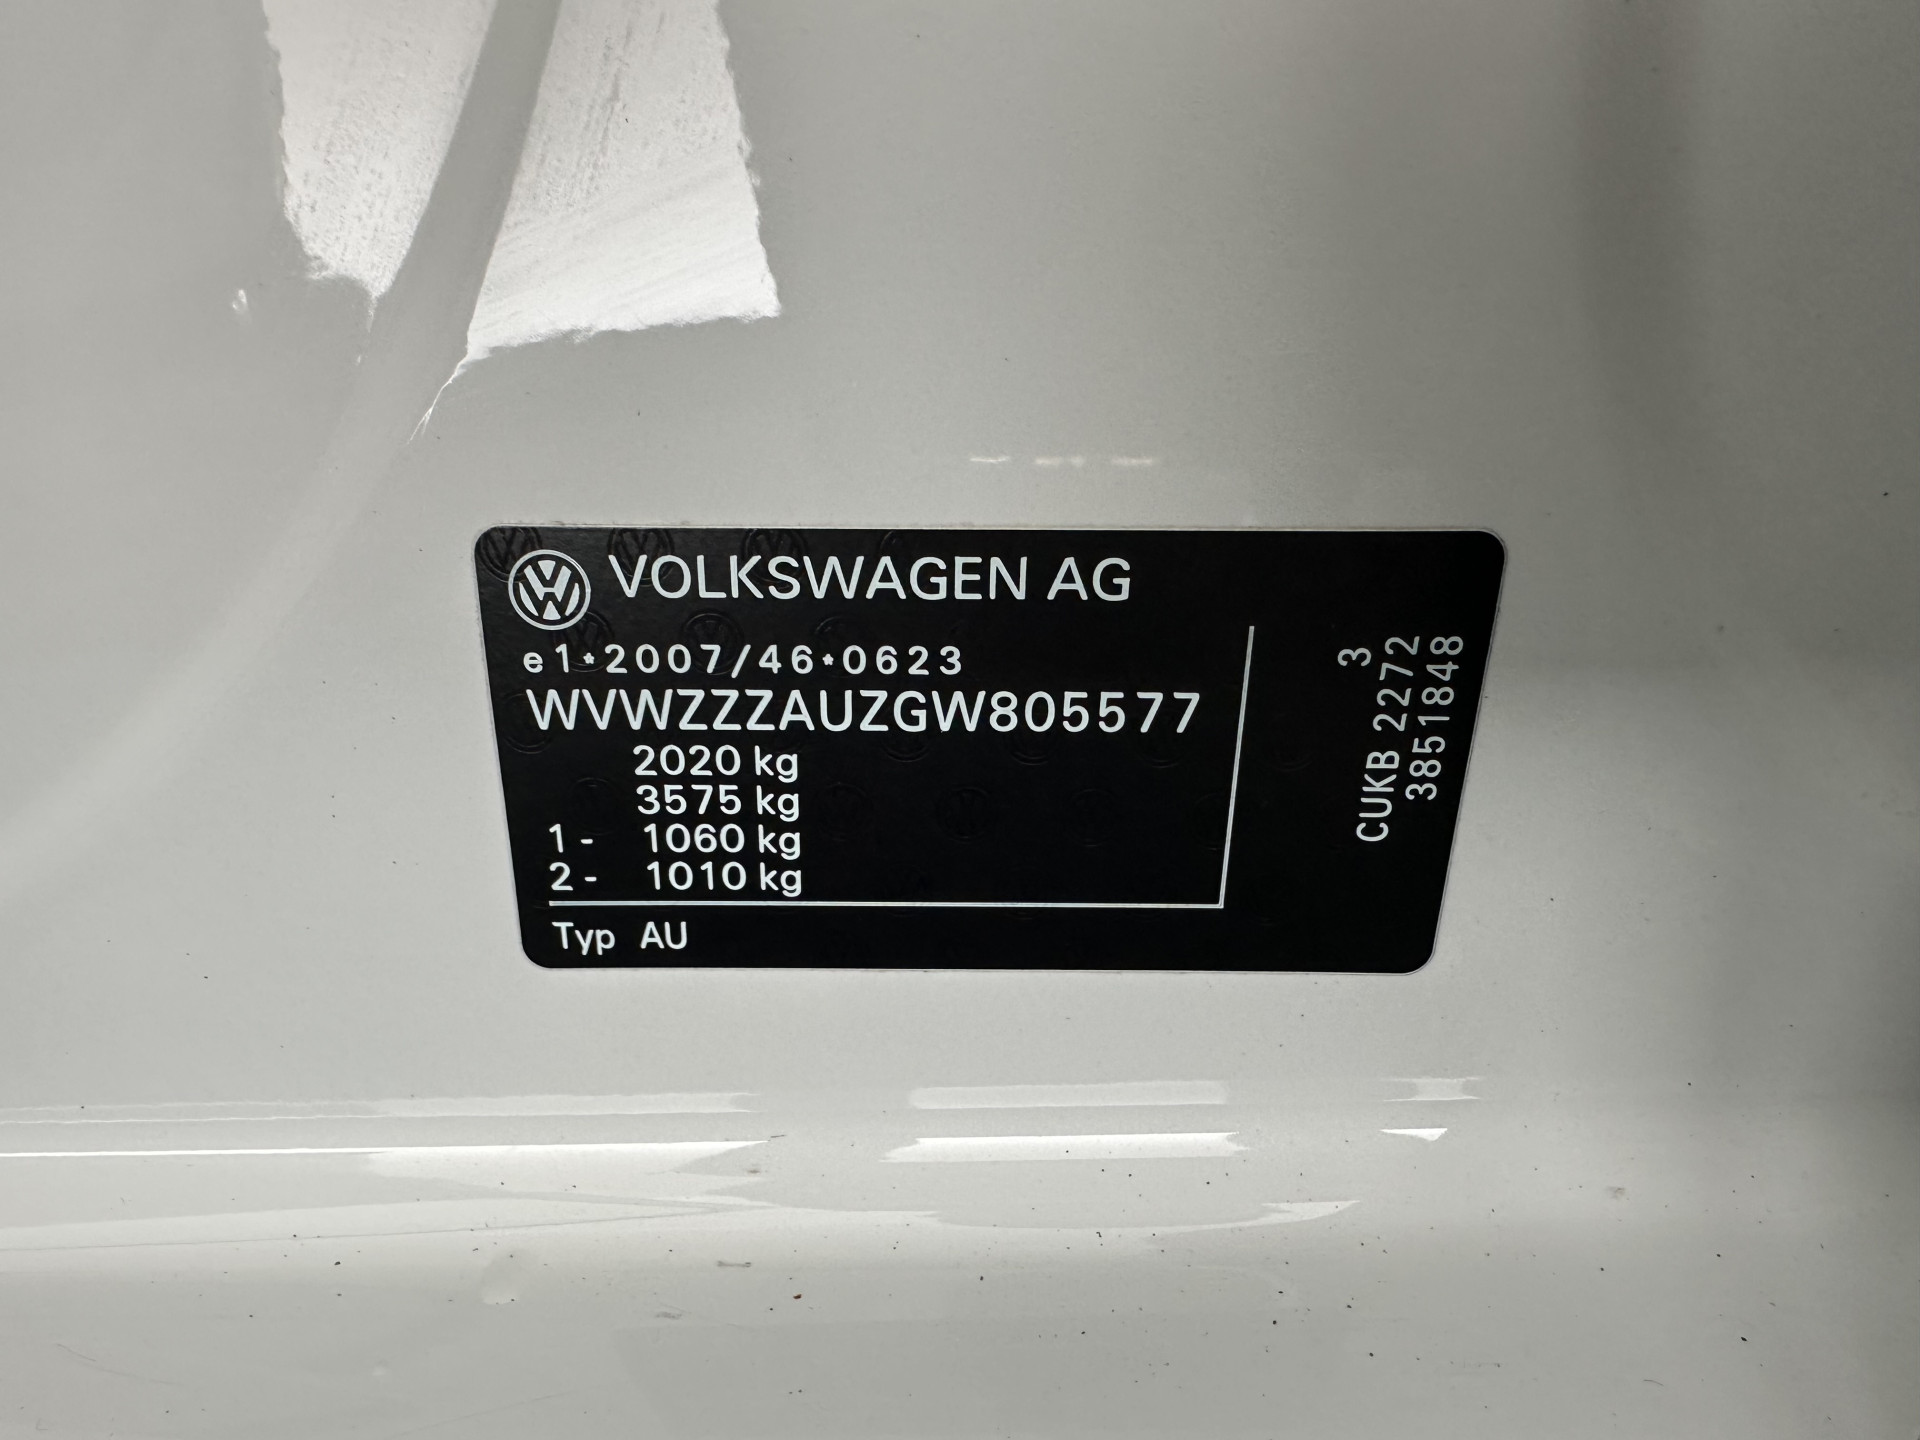 VOLKSWAGEN AG
e1*2007/46*0623
WVWZZZAUZGW805577
2020 kg
3575 kg
1- 1060 kg
2- 1010 kg
Typ AU
3
CUKB 2272
3851848